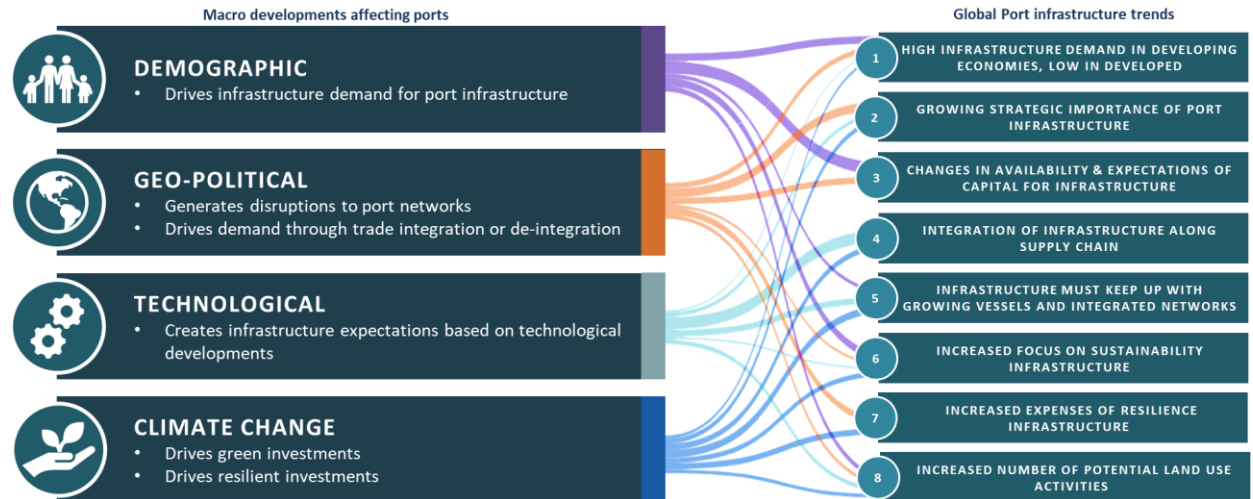 Macro developments affecting ports
DEMOGRAPHIC
• Drives infrastructure demand for port infrastructure
GEO-POLITICAL
• Generates disruptions to port networks
• Drives demand through trade integration or de-integration
TECHNOLOGICAL
• Creates infrastructure expectations based on technological
developments
CLIMATE CHANGE
• Drives green investments
• Drives resilient investments
Global Port infrastructure trends
1
HIGH INFRASTRUCTURE DEMAND IN DEVELOPING
ECONOMIES, LOW IN DEVELOPED
2
GROWING STRATEGIC IMPORTANCE OF PORT
INFRASTRUCTURE
3
CHANGES IN AVAILABILITY & EXPECTATIONS OF
CAPITAL FOR INFRASTRUCTURE
4
INTEGRATION OF INFRASTRUCTURE ALONG
SUPPLY CHAIN
5
INFRASTRUCTURE MUST KEEP UP WITH
GROWING VESSELS AND INTEGRATED NETWORKS
6
INCREASED FOCUS ON SUSTAINABILITY
INFRASTRUCTURE
7
INCREASED EXPENSES OF RESILIENCE
INFRASTRUCTURE
8
INCREASED NUMBER OF POTENTIAL LAND USE
ACTIVITIES